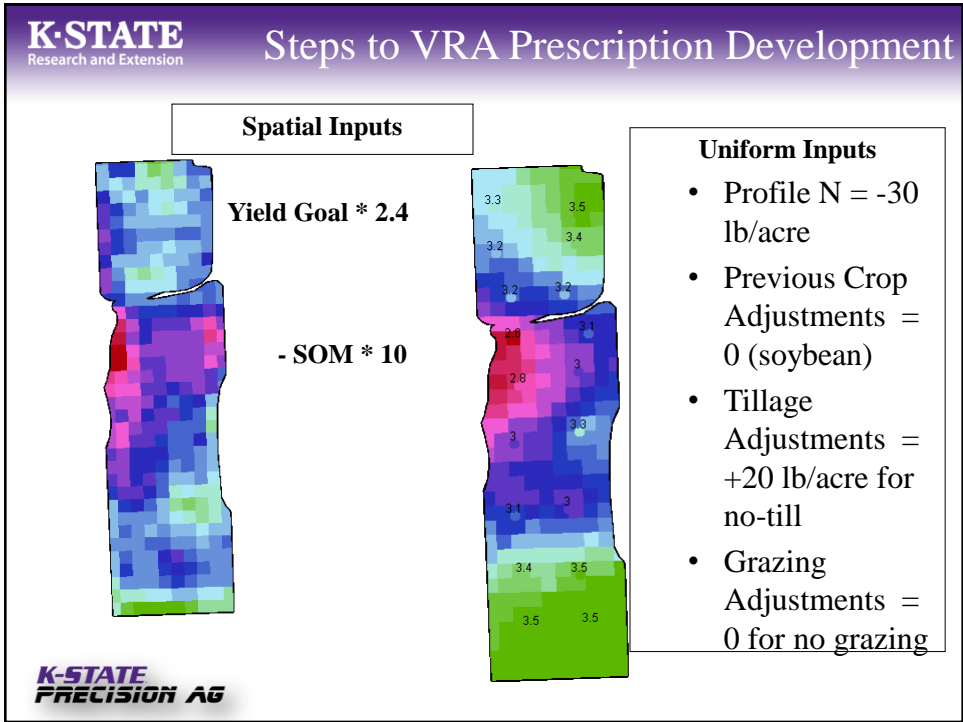 K·STATE
Research and Extension
Steps to VRA Prescription Development
Spatial Inputs
Yield Goal * 2.4
- SOM * 10
3.3
3.5
3.4
3.2
3.2
3.2
3.1
2.6
3
2.8
3.3
3
3.1
3
3.4
3.5
3.5
3.5
Uniform Inputs
• Profile N = -30
lb/acre
• Previous Crop
Adjustments =
0 (soybean)
• Tillage
Adjustments =
+20 lb/acre for
no-till
• Grazing
Adjustments =
0 for no grazing
K-STATE
PRECISION AG